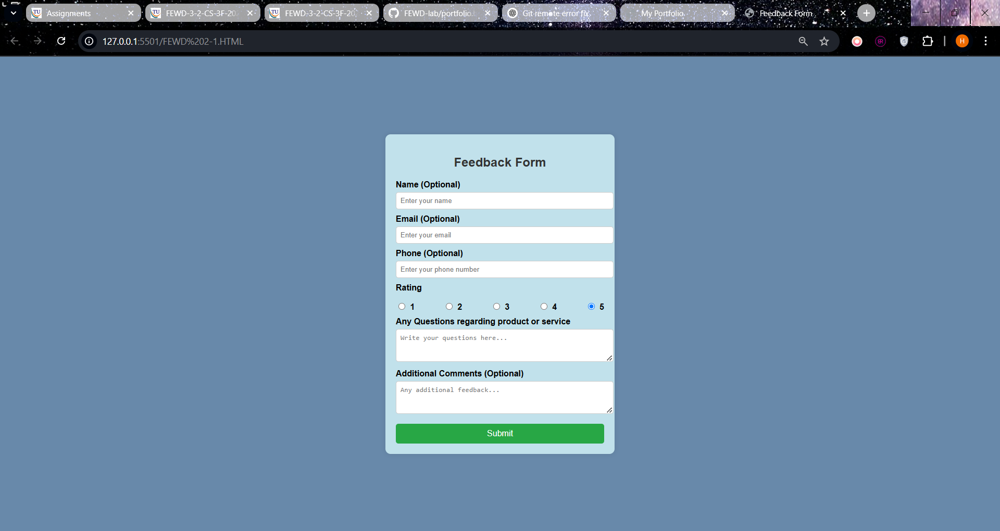 Assignments
FEWD-3-2-CS-3F-202
FEWD-3-2-CS-3F-20
FEWD-lab/portfolio.
Git remote error fix
My Portfolio
Feedback Form
127.0.0.1:5501/FEWD%202-1.HTML
H
Feedback Form
Name (Optional)
Enter your name
Email (Optional)
Enter your email
Phone (Optional)
Enter your phone number
Rating
1 2 3 4 5
Any Questions regarding product or service
Write your questions here...
Additional Comments (Optional)
Any additional feedback...
Submit